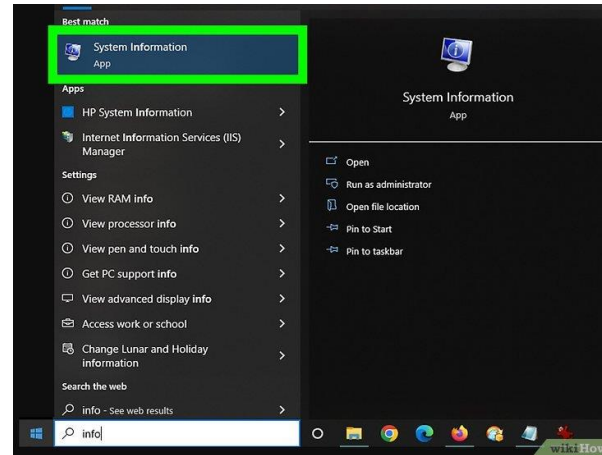 Best match
System Information
App
Apps
HP System Information
Internet Information Services (IIS)
Manager
Settings
View RAM info
View processor info
View pen and touch info
Get PC support info
View advanced display info
Access work or school
Change Lunar and Holiday
information
Search the web
info - See web results
info
System Information
App
Open
Run as administrator
Open file location
Pin to Start
Pin to taskbar
wikiHow